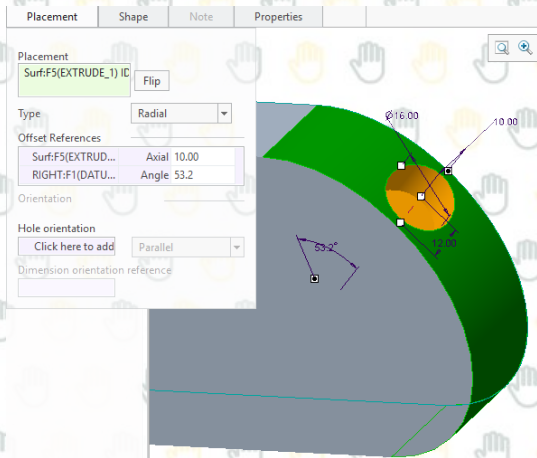 Placement Shape Note Properties
Placement
Surf:F5(EXTRUDE_1) ID
Flip
Type Radial
Offset References
Surf:F5(EXTRUD... Axial 10.00
RIGHT:F1(DATU... Angle 53.2
Orientation
Hole orientation
Click here to add Parallel
Dimension orientation reference
Ø16.00
10.00
12.00
53.2°